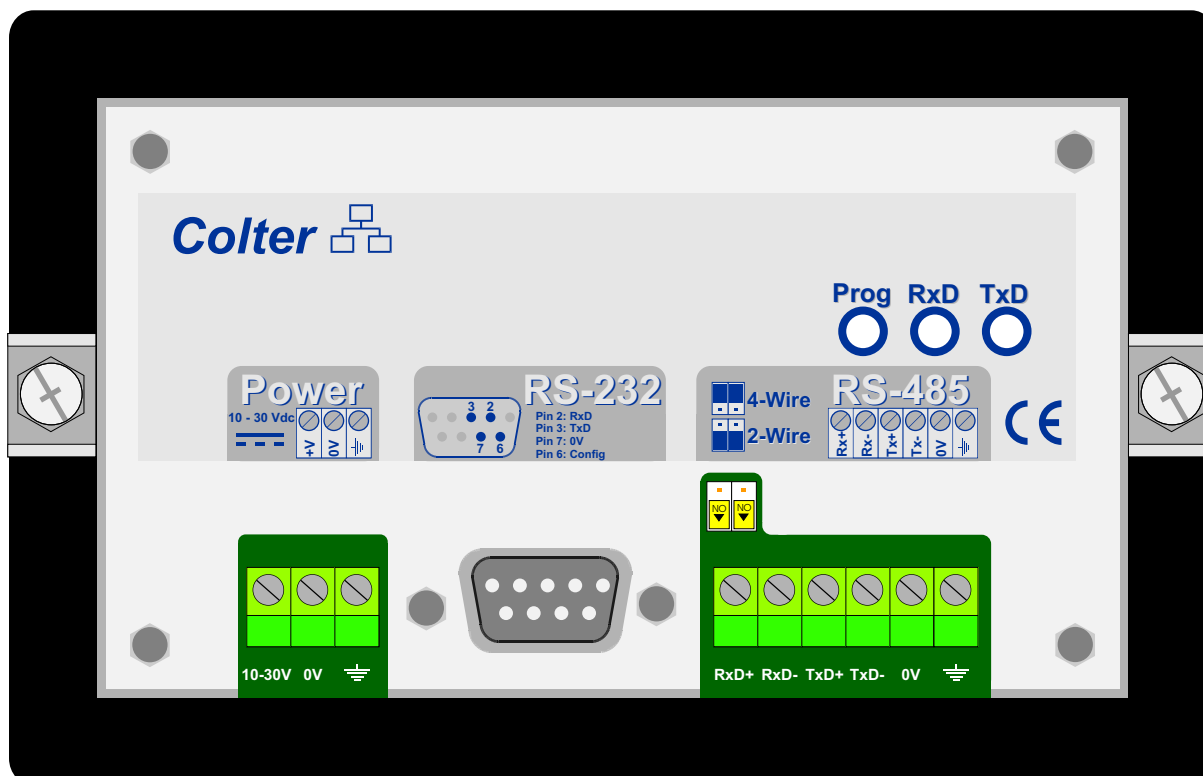 Colter
Prog RxD TxD
Power
10 - 30 Vdc
+V 0V
RS-232
3 2
7 6
Pin 2: RxD
Pin 3: TxD
Pin 7: 0V
Pin 6: Config
RS-485
4-Wire
2-Wire
Rx+ Rx- Tx+ Tx- 0V
CE
NO NO
10-30V 0V
RxD+ RxD- TxD+ TxD- 0V